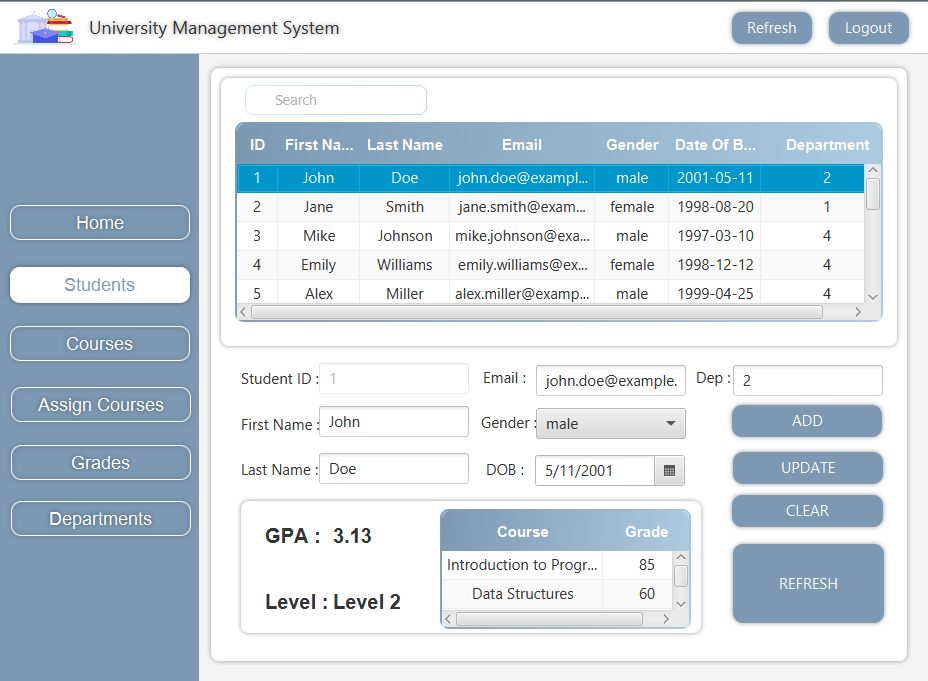 University Management System
Refresh
Logout
Home
Students
Courses
Assign Courses
Grades
Departments
Search
ID First Na... Last Name Email Gender Date Of B... Department
1 John Doe john.doe@exampl... male 2001-05-11 2
2 Jane Smith jane.smith@exam... female 1998-08-20 1
3 Mike Johnson mike.johnson@exa... male 1997-03-10 4
4 Emily Williams emily.williams@ex... female 1998-12-12 4
5 Alex Miller alex.miller@examp... male 1999-04-25 4
Student ID : 1 Email : john.doe@example. Dep : 2
First Name : John Gender : male ADD
Last Name : Doe DOB : 5/11/2001 UPDATE
CLEAR
REFRESH
GPA : 3.13
Level : Level 2
Course Grade
Introduction to Progr... 85
Data Structures 60